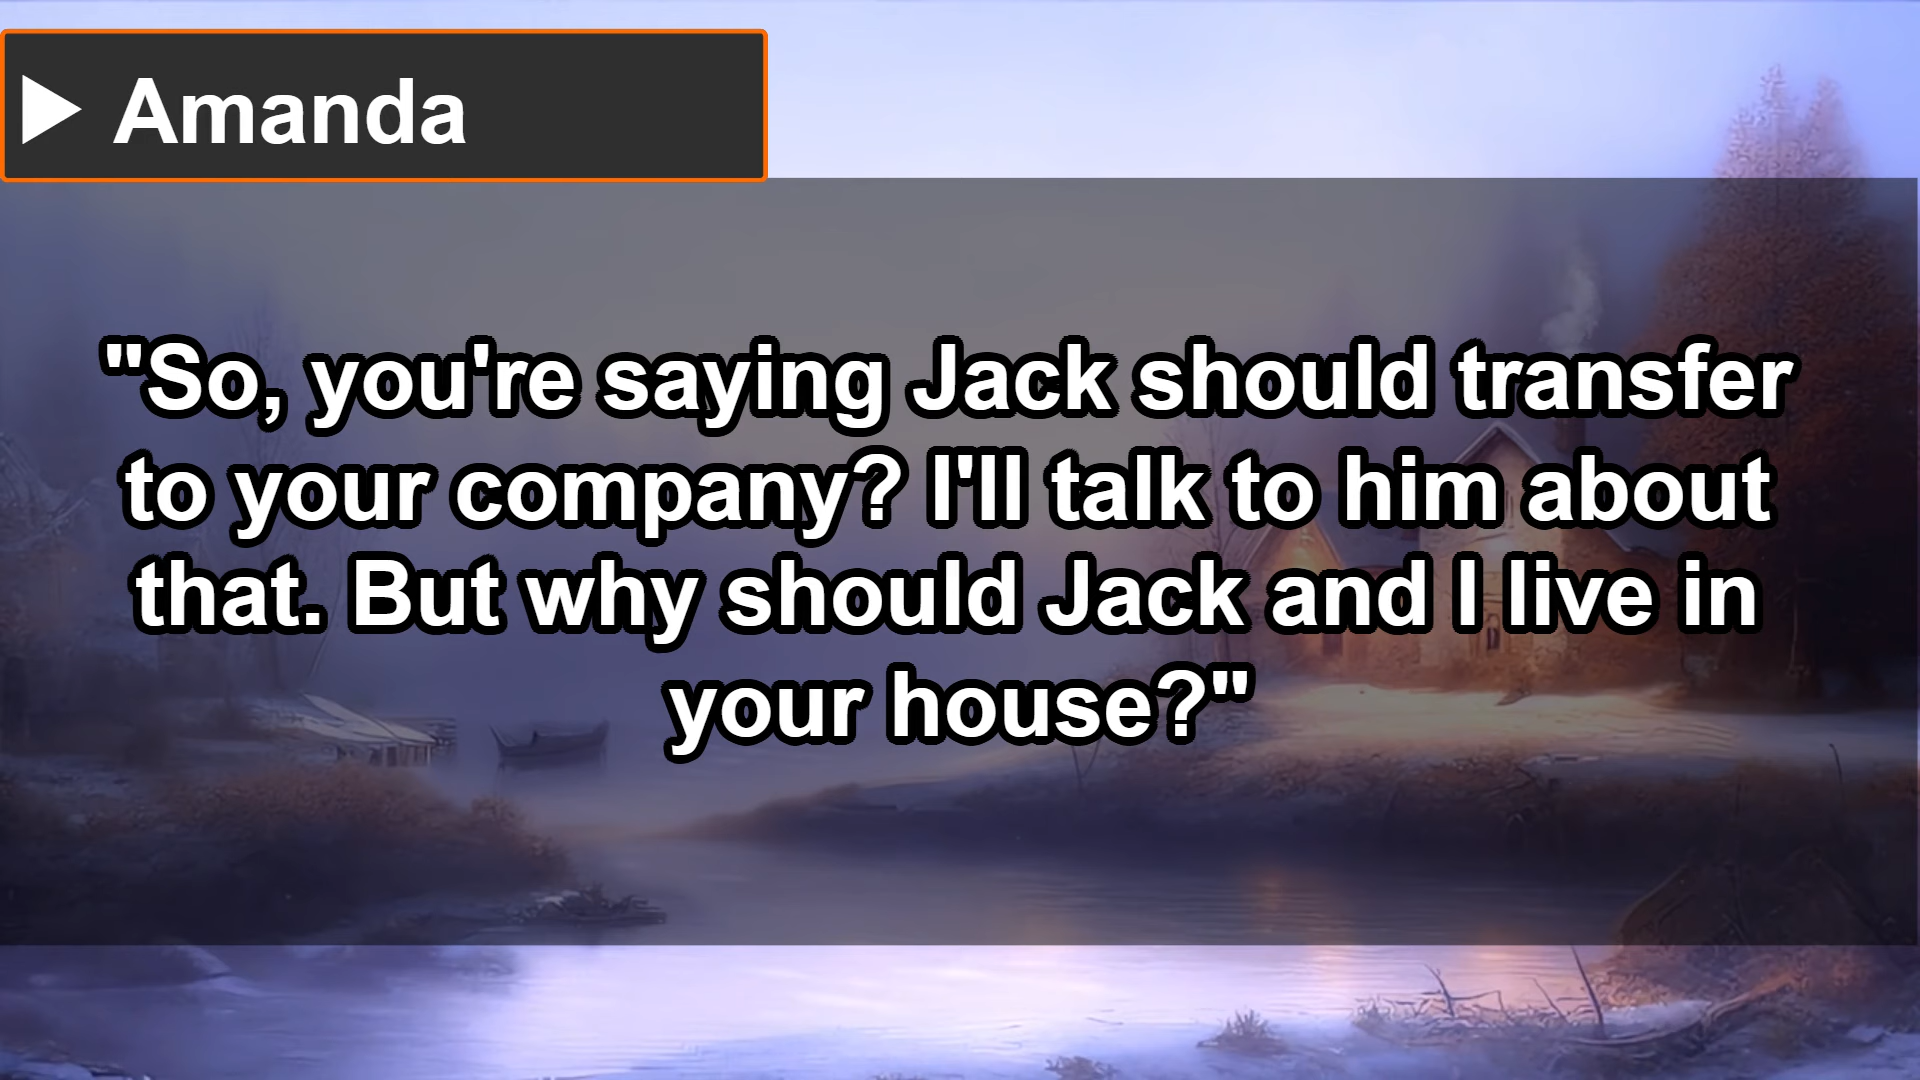 Amanda
"So, you're saying Jack should transfer
to your company? I'll talk to him about
that. But why should Jack and I live in
your house?"